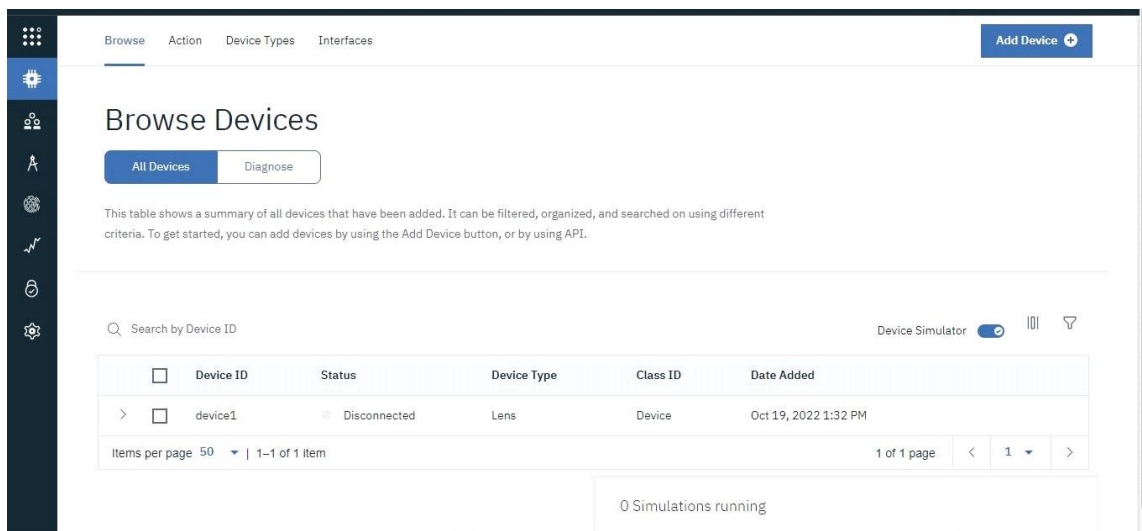 Browse Action Device Types Interfaces Add Device
Browse Devices
All Devices Diagnose
This table shows a summary of all devices that have been added. It can be filtered, organized, and searched on using different
criteria. To get started, you can add devices by using the Add Device button, or by using API.
Search by Device ID Device Simulator
Device ID Status Device Type Class ID Date Added
device1 Disconnected Lens Device Oct 19, 2022 1:32 PM
Items per page 50 | 1–1 of 1 item 1 of 1 page 1
0 Simulations running